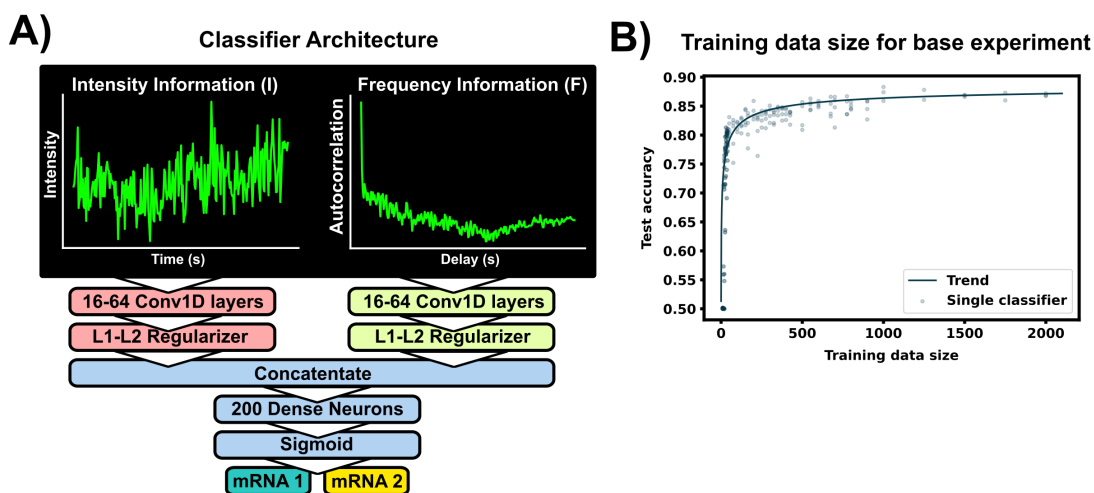 A)
Classifier Architecture
Intensity Information (I)
Intensity
Time (s)
Frequency Information (F)
Autocorrelation
Delay (s)
16-64 Conv1D layers
16-64 Conv1D layers
L1-L2 Regularizer
L1-L2 Regularizer
Concatentate
200 Dense Neurons
Sigmoid
mRNA 1
mRNA 2
B)
Training data size for base experiment
Test accuracy
0.90
0.85
0.80
0.75
0.70
0.65
0.60
0.55
0.50
Trend
Single classifier
0
500
1000
1500
2000
Training data size